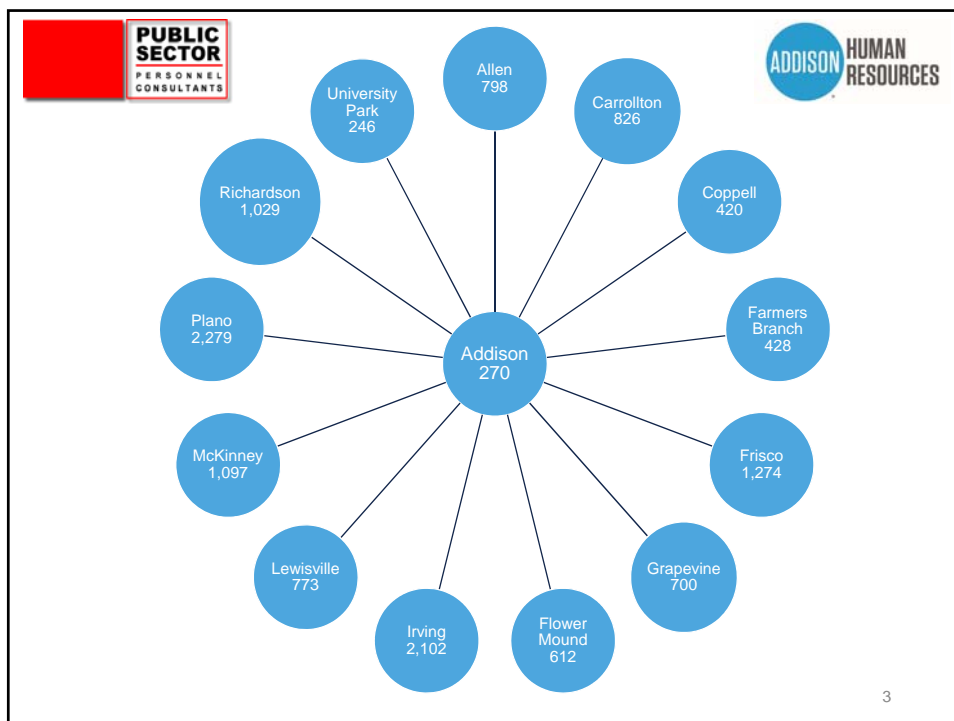 PUBLIC
SECTOR
PERSONNEL
CONSULTANTS
ADDISON
HUMAN
RESOURCES
Allen
798
Carrollton
826
Coppell
420
Farmers
Branch
428
Frisco
1,274
Grapevine
700
Flower
Mound
612
Irving
2,102
Lewisville
773
McKinney
1,097
Plano
2,279
Richardson
1,029
University
Park
246
Addison
270
3